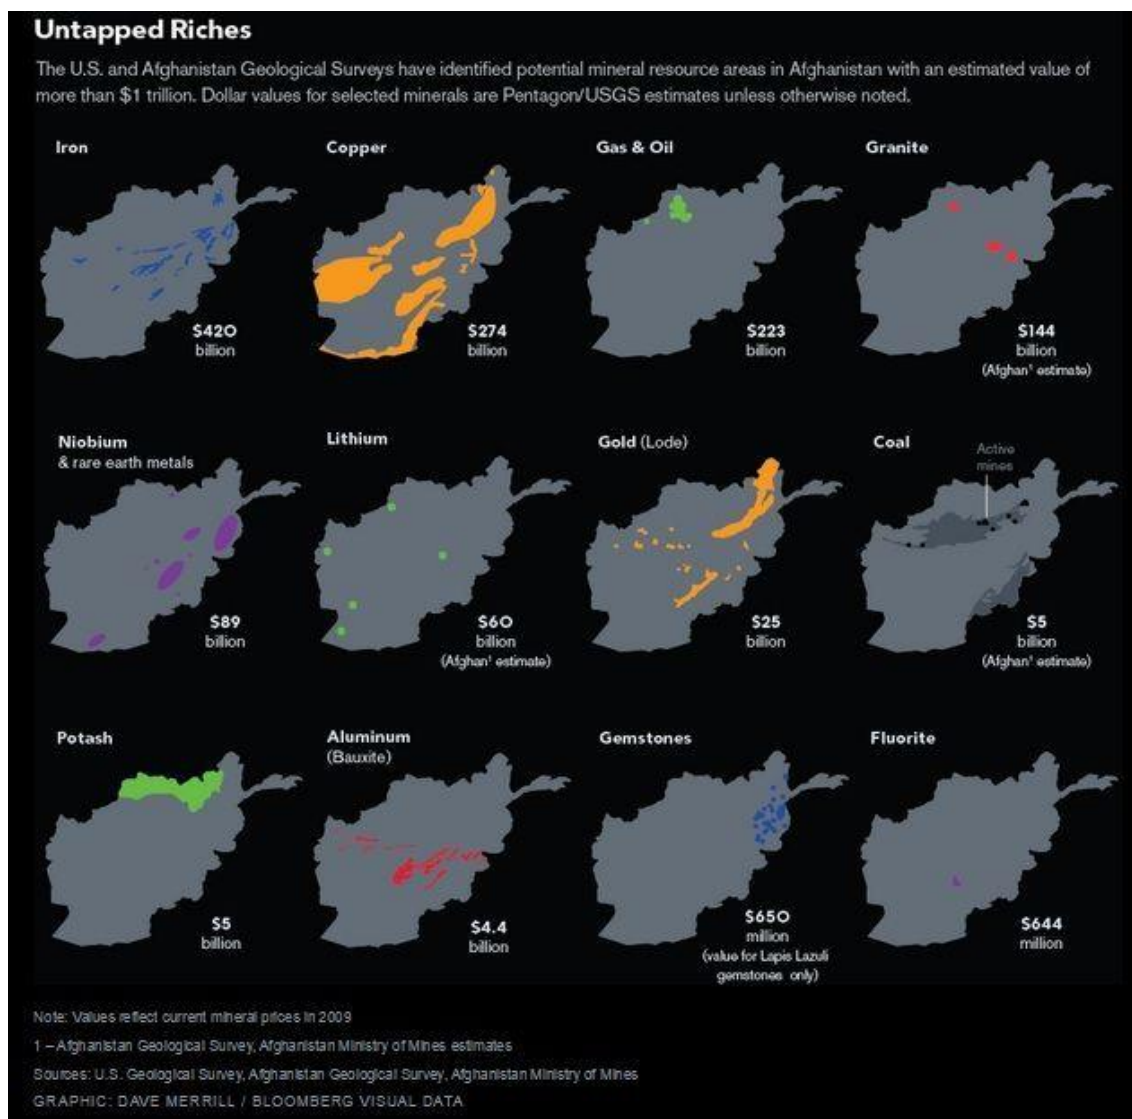 Untapped Riches
The U.S. and Afghanistan Geological Surveys have identified potential mineral resource areas in Afghanistan with an estimated value of
more than $1 trillion. Dollar values for selected minerals are Pentagon/USGS estimates unless otherwise noted.
Iron
$420
billion
Copper
$274
billion
Gas & Oil
$223
billion
Granite
$144
billion
(Afghan¹ estimate)
Niobium
& rare earth metals
$89
billion
Lithium
$60
billion
(Afghan¹ estimate)
Gold (Lode)
$25
billion
Coal
Active
mines
$5
billion
(Afghan¹ estimate)
Potash
$5
billion
Aluminum
(Bauxite)
$4.4
billion
Gemstones
$650
million
(value for Lapis Lazuli
gemstones only)
Fluorite
$644
million
Note: Values reflect current mineral prices in 2009
1 – Afghanistan Geological Survey, Afghanistan Ministry of Mines estimates
Sources: U.S. Geological Survey, Afghanistan Geological Survey, Afghanistan Ministry of Mines
GRAPHIC: DAVE MERRILL / BLOOMBERG VISUAL DATA